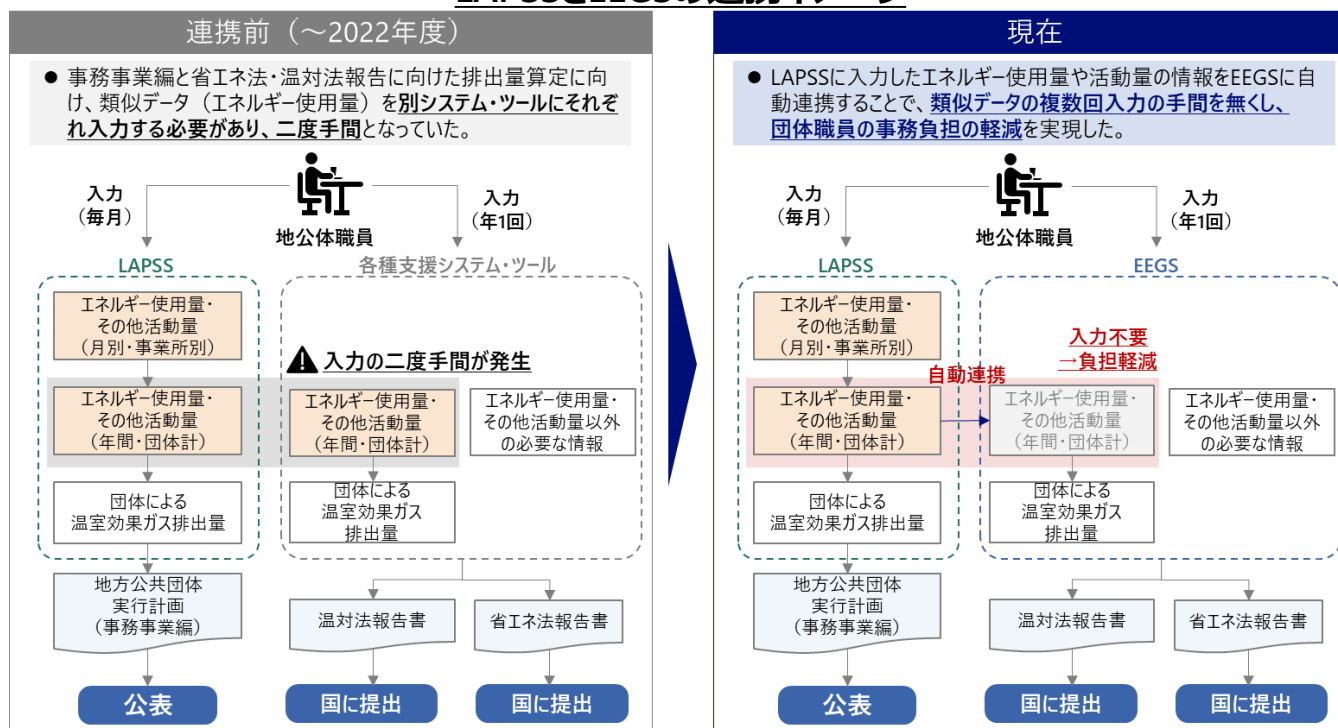 LAPSSとEEGSの連携イメージ
連携前（～2022年度）
● 事務事業編と省エネ法・温対法報告に向けた排出量算定に向
け、類似データ（エネルギー使用量）を別システム・ツールにそれぞ
れ入力する必要があり、二度手間となっていた。
入力
（毎月）
地公体職員
入力
（年1回）
LAPSS
各種支援システム・ツール
エネルギー使用量・
その他活動量
（月別・事業所別）
入力の二度手間が発生
エネルギー使用量・
その他活動量
（年間・団体計）
エネルギー使用量・
その他活動量
（年間・団体計）
エネルギー使用量・
その他活動量以外
の必要な情報
団体による
温室効果ガス排出量
団体による
温室効果ガス
排出量
地方公共団体
実行計画
（事務事業編）
温対法報告書
省エネ法報告書
公表
国に提出
国に提出
現在
● LAPSSに入力したエネルギー使用量や活動量の情報をEEGSに自
動連携することで、類似データの複数回入力の手間を無くし、
団体職員の事務負担の軽減を実現した。
入力
（毎月）
地公体職員
入力
（年1回）
LAPSS
EEGS
エネルギー使用量・
その他活動量
（月別・事業所別）
入力不要
→負担軽減
自動連携
エネルギー使用量・
その他活動量
（年間・団体計）
エネルギー使用量・
その他活動量
（年間・団体計）
エネルギー使用量・
その他活動量以外
の必要な情報
団体による
温室効果ガス排出量
団体による
温室効果ガス
排出量
地方公共団体
実行計画
（事務事業編）
温対法報告書
省エネ法報告書
公表
国に提出
国に提出